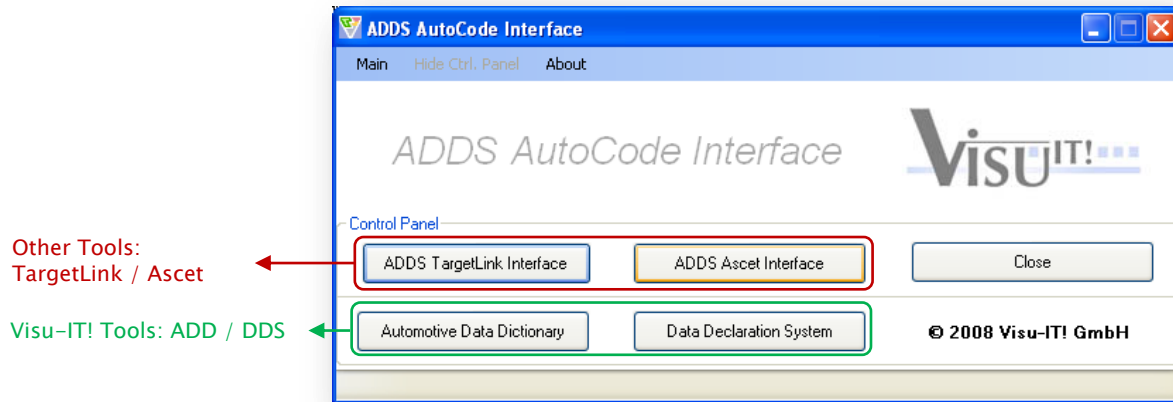 ADDS AutoCode Interface
Main Hide Ctrl. Panel About
ADDS AutoCode Interface
VISUIT!
Control Panel
Other Tools:
TargetLink / Ascet
ADDS TargetLink Interface ADDS Ascet Interface Close
Visu-IT! Tools: ADD / DDS
Automotive Data Dictionary Data Declaration System © 2008 Visu-IT! GmbH